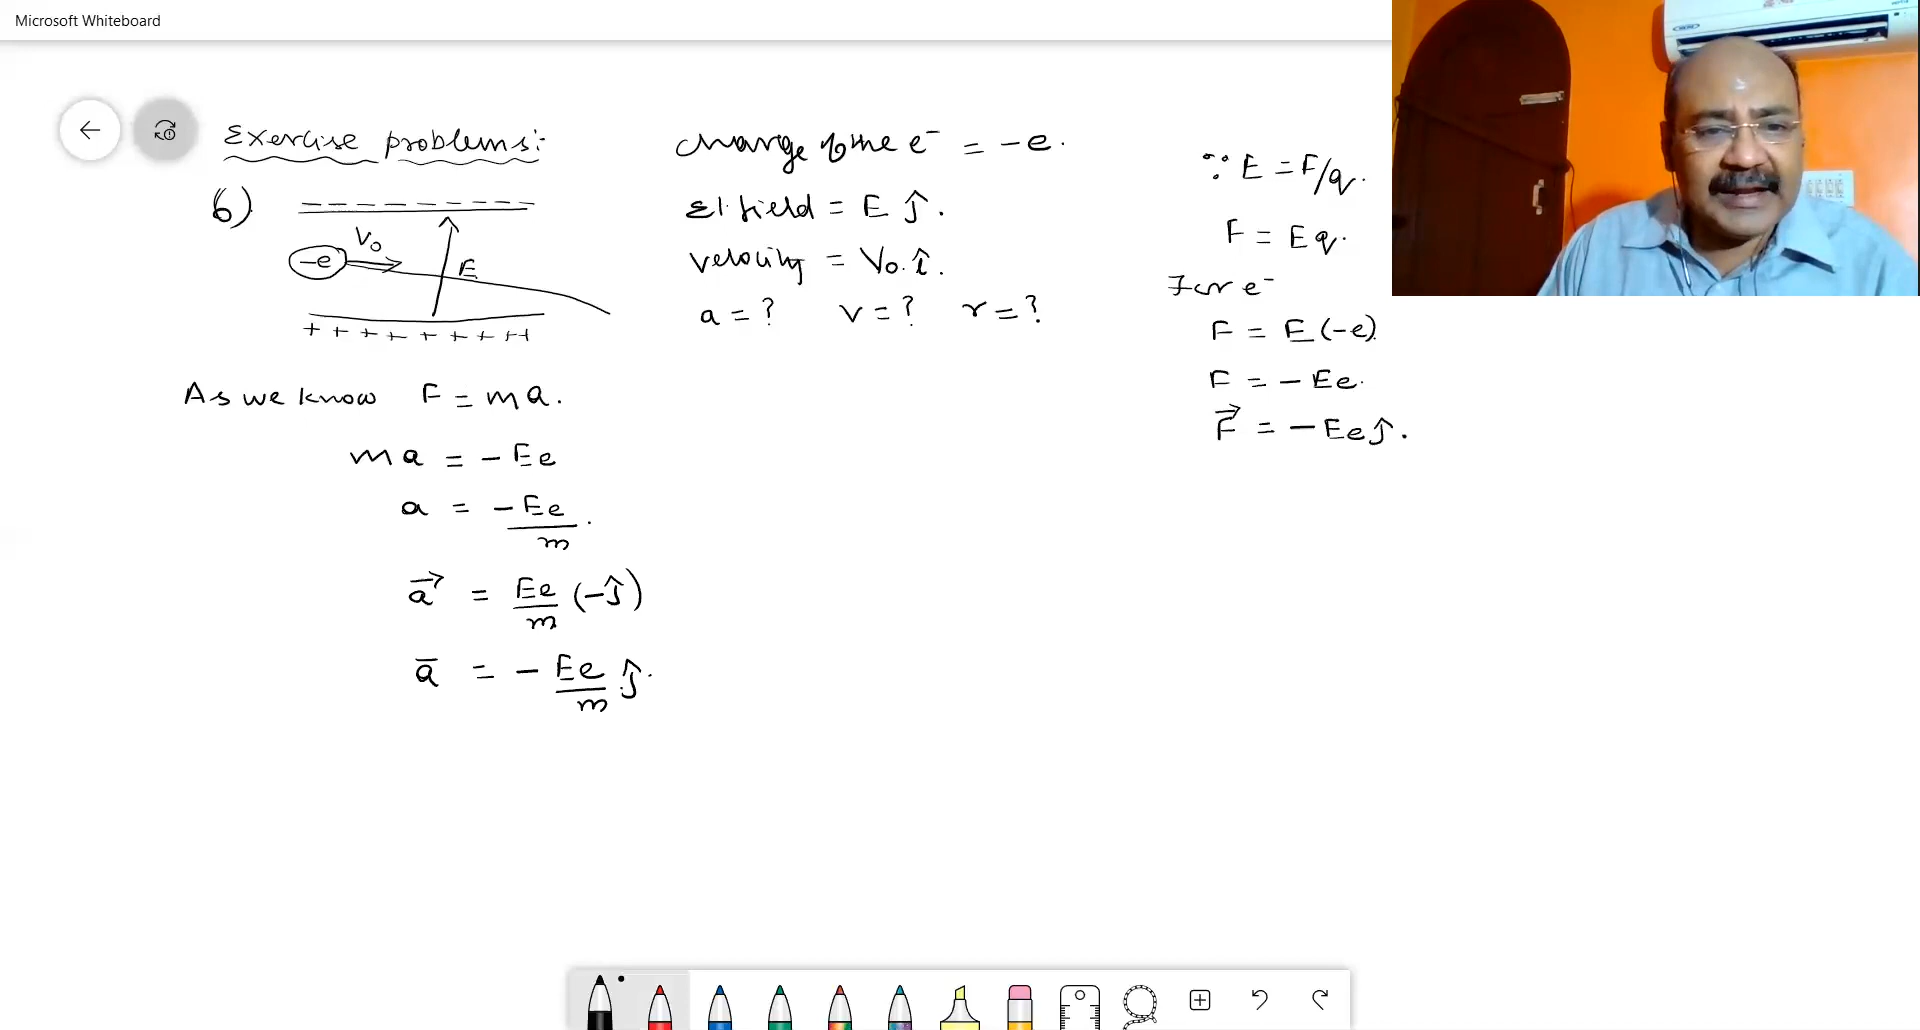 Microsoft Whiteboard
Exercise problems:-
6)
- - - - - - - -
V₀
-e
E
+ + + + + + + +
Charge of the e⁻ = -e.
El. field = E ĵ.
Velocity = V₀.î.
a = ? v = ? r = ?
∵ E = F/q.
F = Eq.
For e⁻
F = E(-e).
F = -Ee.
F⃗ = -Ee ĵ.
As we know F = ma.
ma = -Ee
a = -Ee/m.
a⃗ = Ee/m (-ĵ)
a̅ = - Ee/m ĵ.